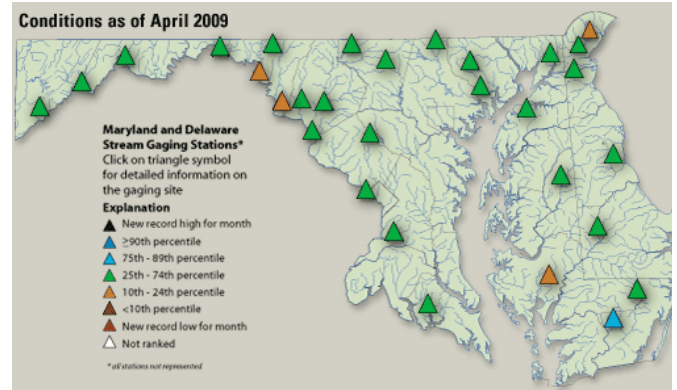 Conditions as of April 2009
Maryland and Delaware
Stream Gaging Stations*
Click on triangle symbol
for detailed information on
the gaging site
Explanation
New record high for month
≥90th percentile
75th - 89th percentile
25th - 74th percentile
10th - 24th percentile
<10th percentile
New record low for month
Not ranked
* all stations not represented